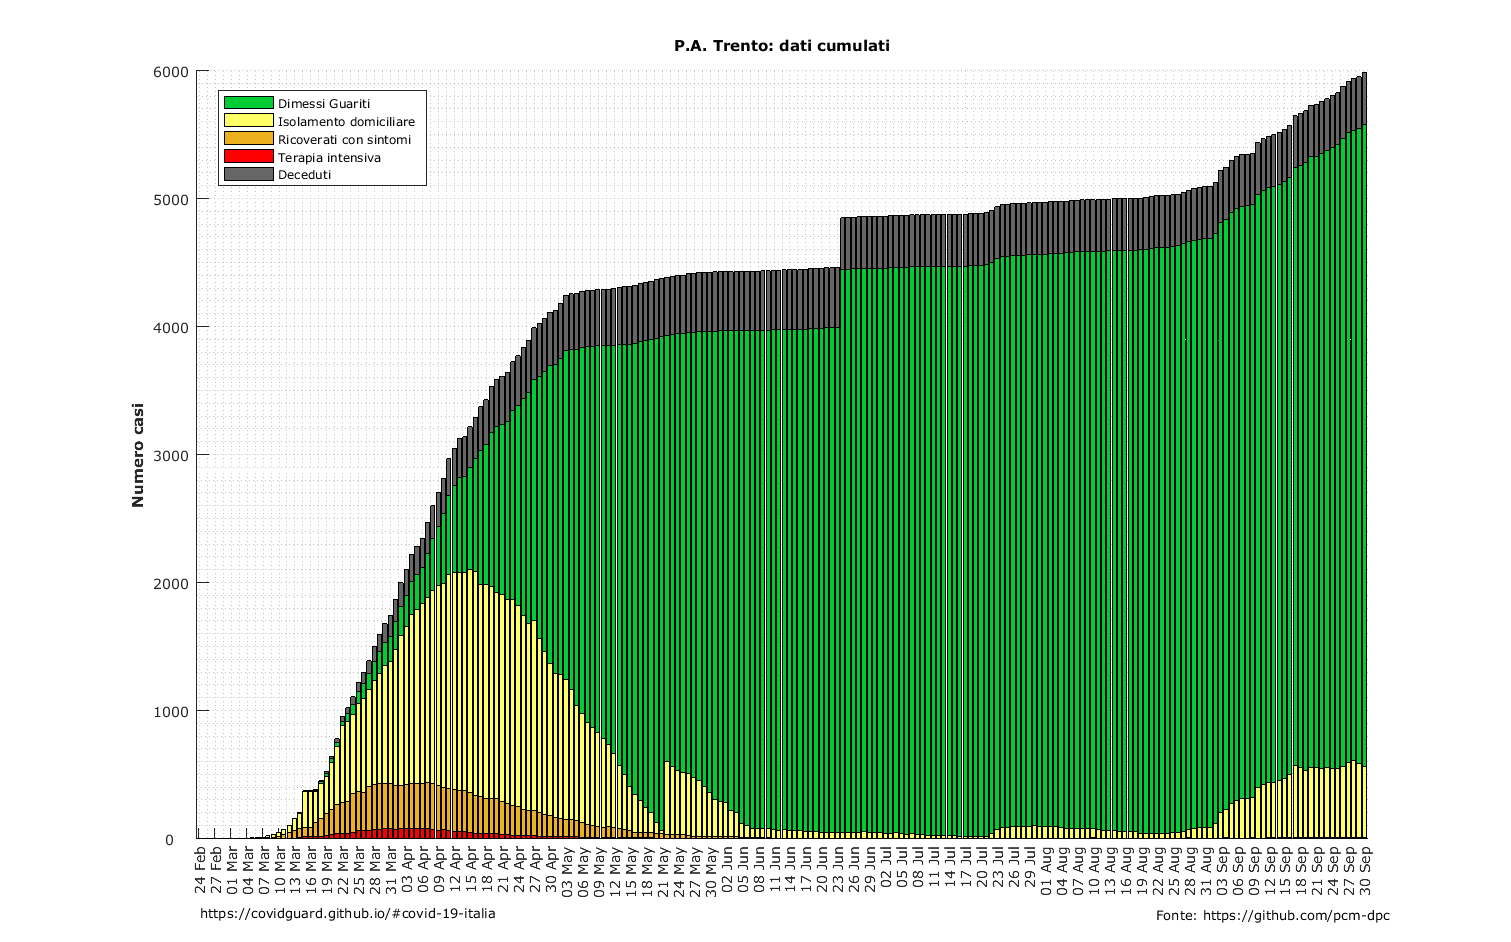 P.A. Trento: dati cumulati
6000
5000
4000
3000
2000
1000
0
Numero casi
Dimessi Guariti
Isolamento domiciliare
Ricoverati con sintomi
Terapia intensiva
Deceduti
24 Feb
27 Feb
01 Mar
04 Mar
07 Mar
10 Mar
13 Mar
16 Mar
19 Mar
22 Mar
25 Mar
28 Mar
31 Mar
03 Apr
06 Apr
09 Apr
12 Apr
15 Apr
18 Apr
21 Apr
24 Apr
27 Apr
30 Apr
03 May
06 May
09 May
12 May
15 May
18 May
21 May
24 May
27 May
30 May
02 Jun
05 Jun
08 Jun
11 Jun
14 Jun
17 Jun
20 Jun
23 Jun
26 Jun
29 Jun
02 Jul
05 Jul
08 Jul
11 Jul
14 Jul
17 Jul
20 Jul
23 Jul
26 Jul
29 Jul
01 Aug
04 Aug
07 Aug
10 Aug
13 Aug
16 Aug
19 Aug
22 Aug
25 Aug
28 Aug
31 Aug
03 Sep
06 Sep
09 Sep
12 Sep
15 Sep
18 Sep
21 Sep
24 Sep
27 Sep
30 Sep
https://covidguard.github.io/#covid-19-italia
Fonte: https://github.com/pcm-dpc